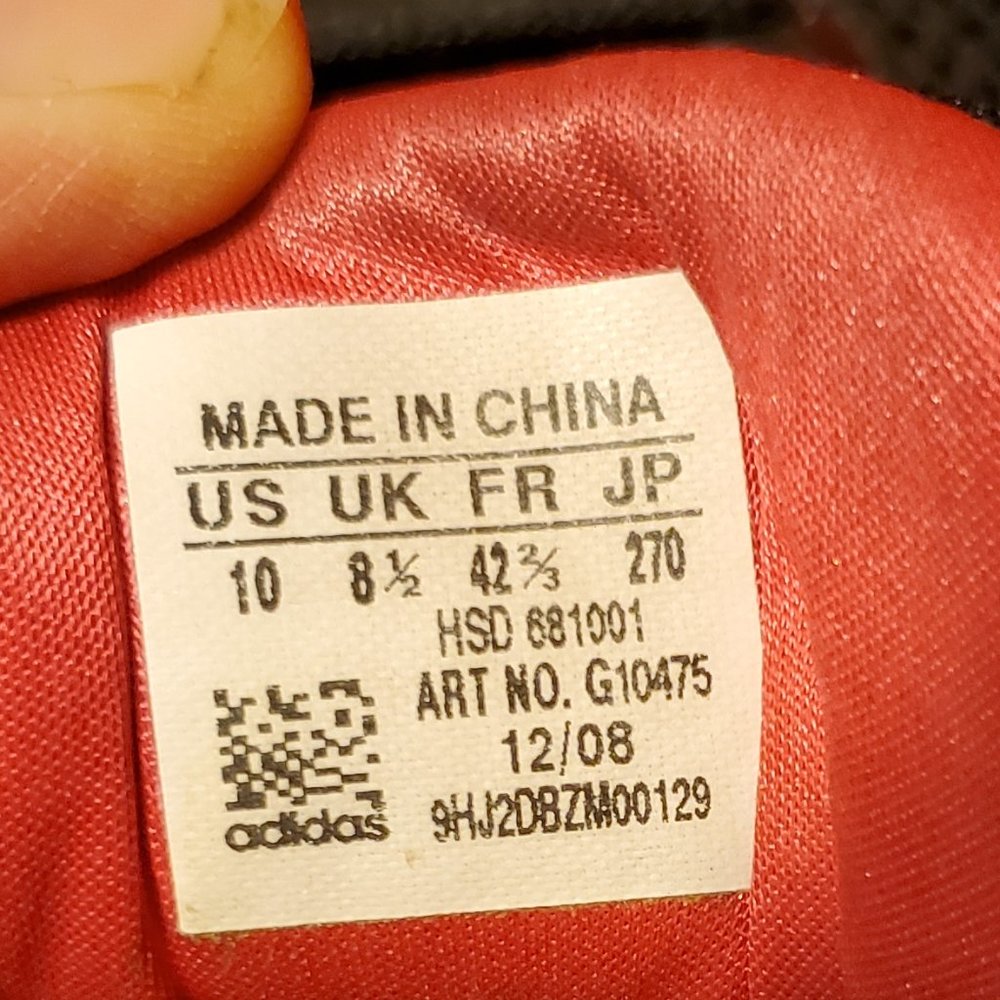 MADE IN CHINA
US UK FR JP
10 8½ 42⅔ 270
HSD 681001
ART NO. G10475
12/08
9HJ2DBZM00129
adidas